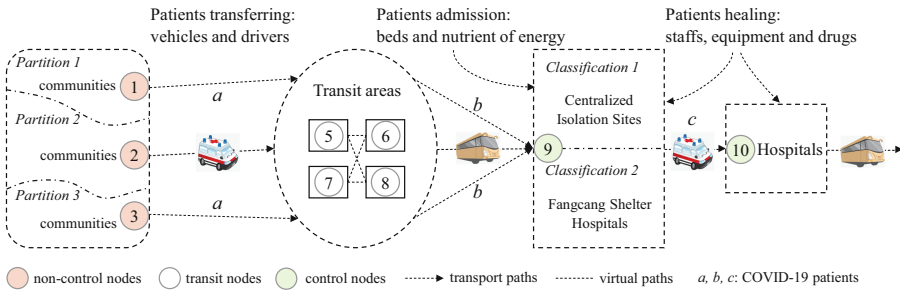 Patients transferring:
vehicles and drivers
Patients admission:
beds and nutrient of energy
Patients healing:
staffs, equipment and drugs
Partition 1
communities 1
Partition 2
communities 2
Partition 3
communities 3
a
a
Transit areas
5 6
7 8
b
b
Classification 1
Centralized
Isolation Sites
9
Classification 2
Fangcang Shelter
Hospitals
c
10 Hospitals
non-control nodes
transit nodes
control nodes
transport paths
virtual paths
a, b, c: COVID-19 patients